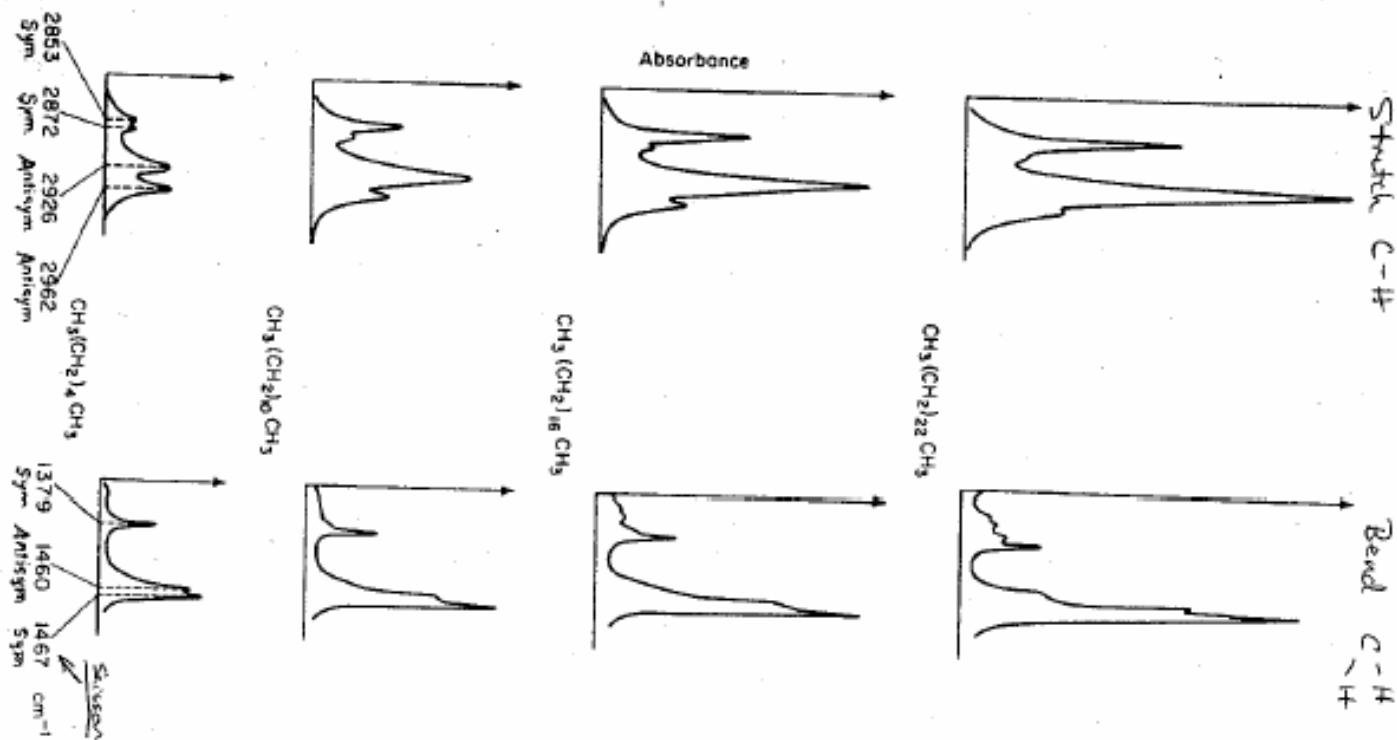 Stretch C-H
Bend C-H
H
Absorbance
CH3(CH2)22CH3
CH3(CH2)16CH3
CH3(CH2)10CH3
CH3(CH2)4CH3
2853 2872 2926 2962
Sym. Sym. Antisym Antisym
1379 1460 1467 cm-1
Sym Antisym Sym
Scissor